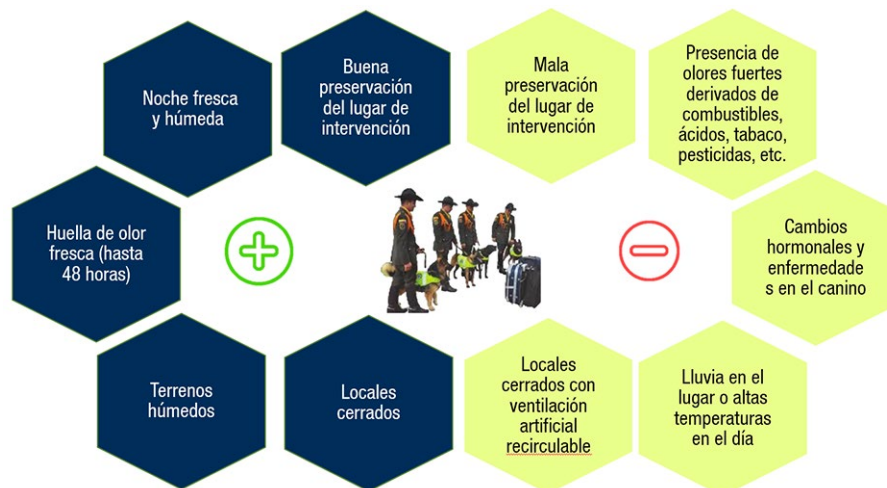 Noche fresca
y húmeda
Buena
preservación
del lugar de
intervención
Mala
preservación
del lugar de
intervención
Presencia de
olores fuertes
derivados de
combustibles,
ácidos, tabaco,
pesticidas, etc.
Huella de olor
fresca (hasta
48 horas)
Cambios
hormonales y
enfermedade
s en el canino
Terrenos
húmedos
Locales
cerrados
Locales
cerrados con
ventilación
artificial
recirculable
Lluvia en el
lugar o altas
temperaturas
en el día